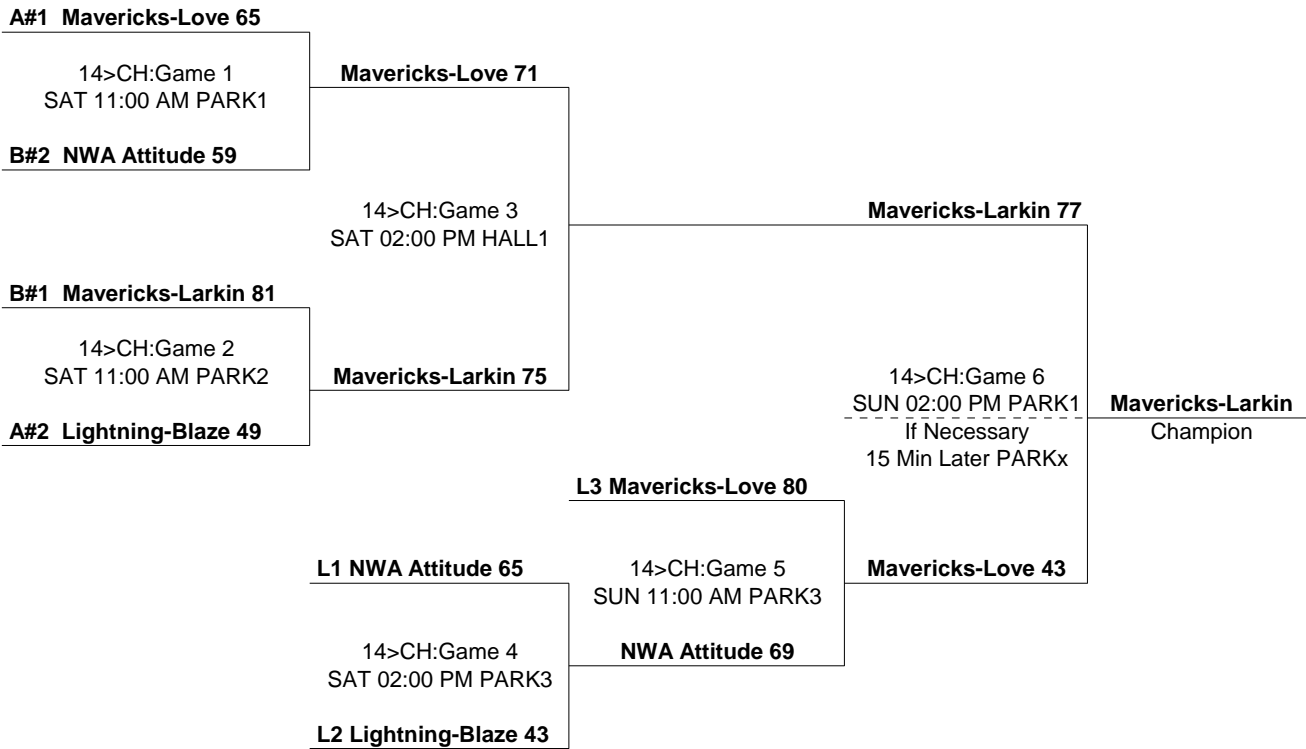 A#1 Mavericks-Love 65
14>CH:Game 1
SAT 11:00 AM PARK1
B#2 NWA Attitude 59
Mavericks-Love 71
14>CH:Game 3
SAT 02:00 PM HALL1
Mavericks-Larkin 77
B#1 Mavericks-Larkin 81
14>CH:Game 2
SAT 11:00 AM PARK2
A#2 Lightning-Blaze 49
Mavericks-Larkin 75
14>CH:Game 6
SUN 02:00 PM PARK1
If Necessary
15 Min Later PARKx
Mavericks-Larkin
Champion
L3 Mavericks-Love 80
14>CH:Game 5
SUN 11:00 AM PARK3
Mavericks-Love 43
L1 NWA Attitude 65
14>CH:Game 4
SAT 02:00 PM PARK3
NWA Attitude 69
L2 Lightning-Blaze 43